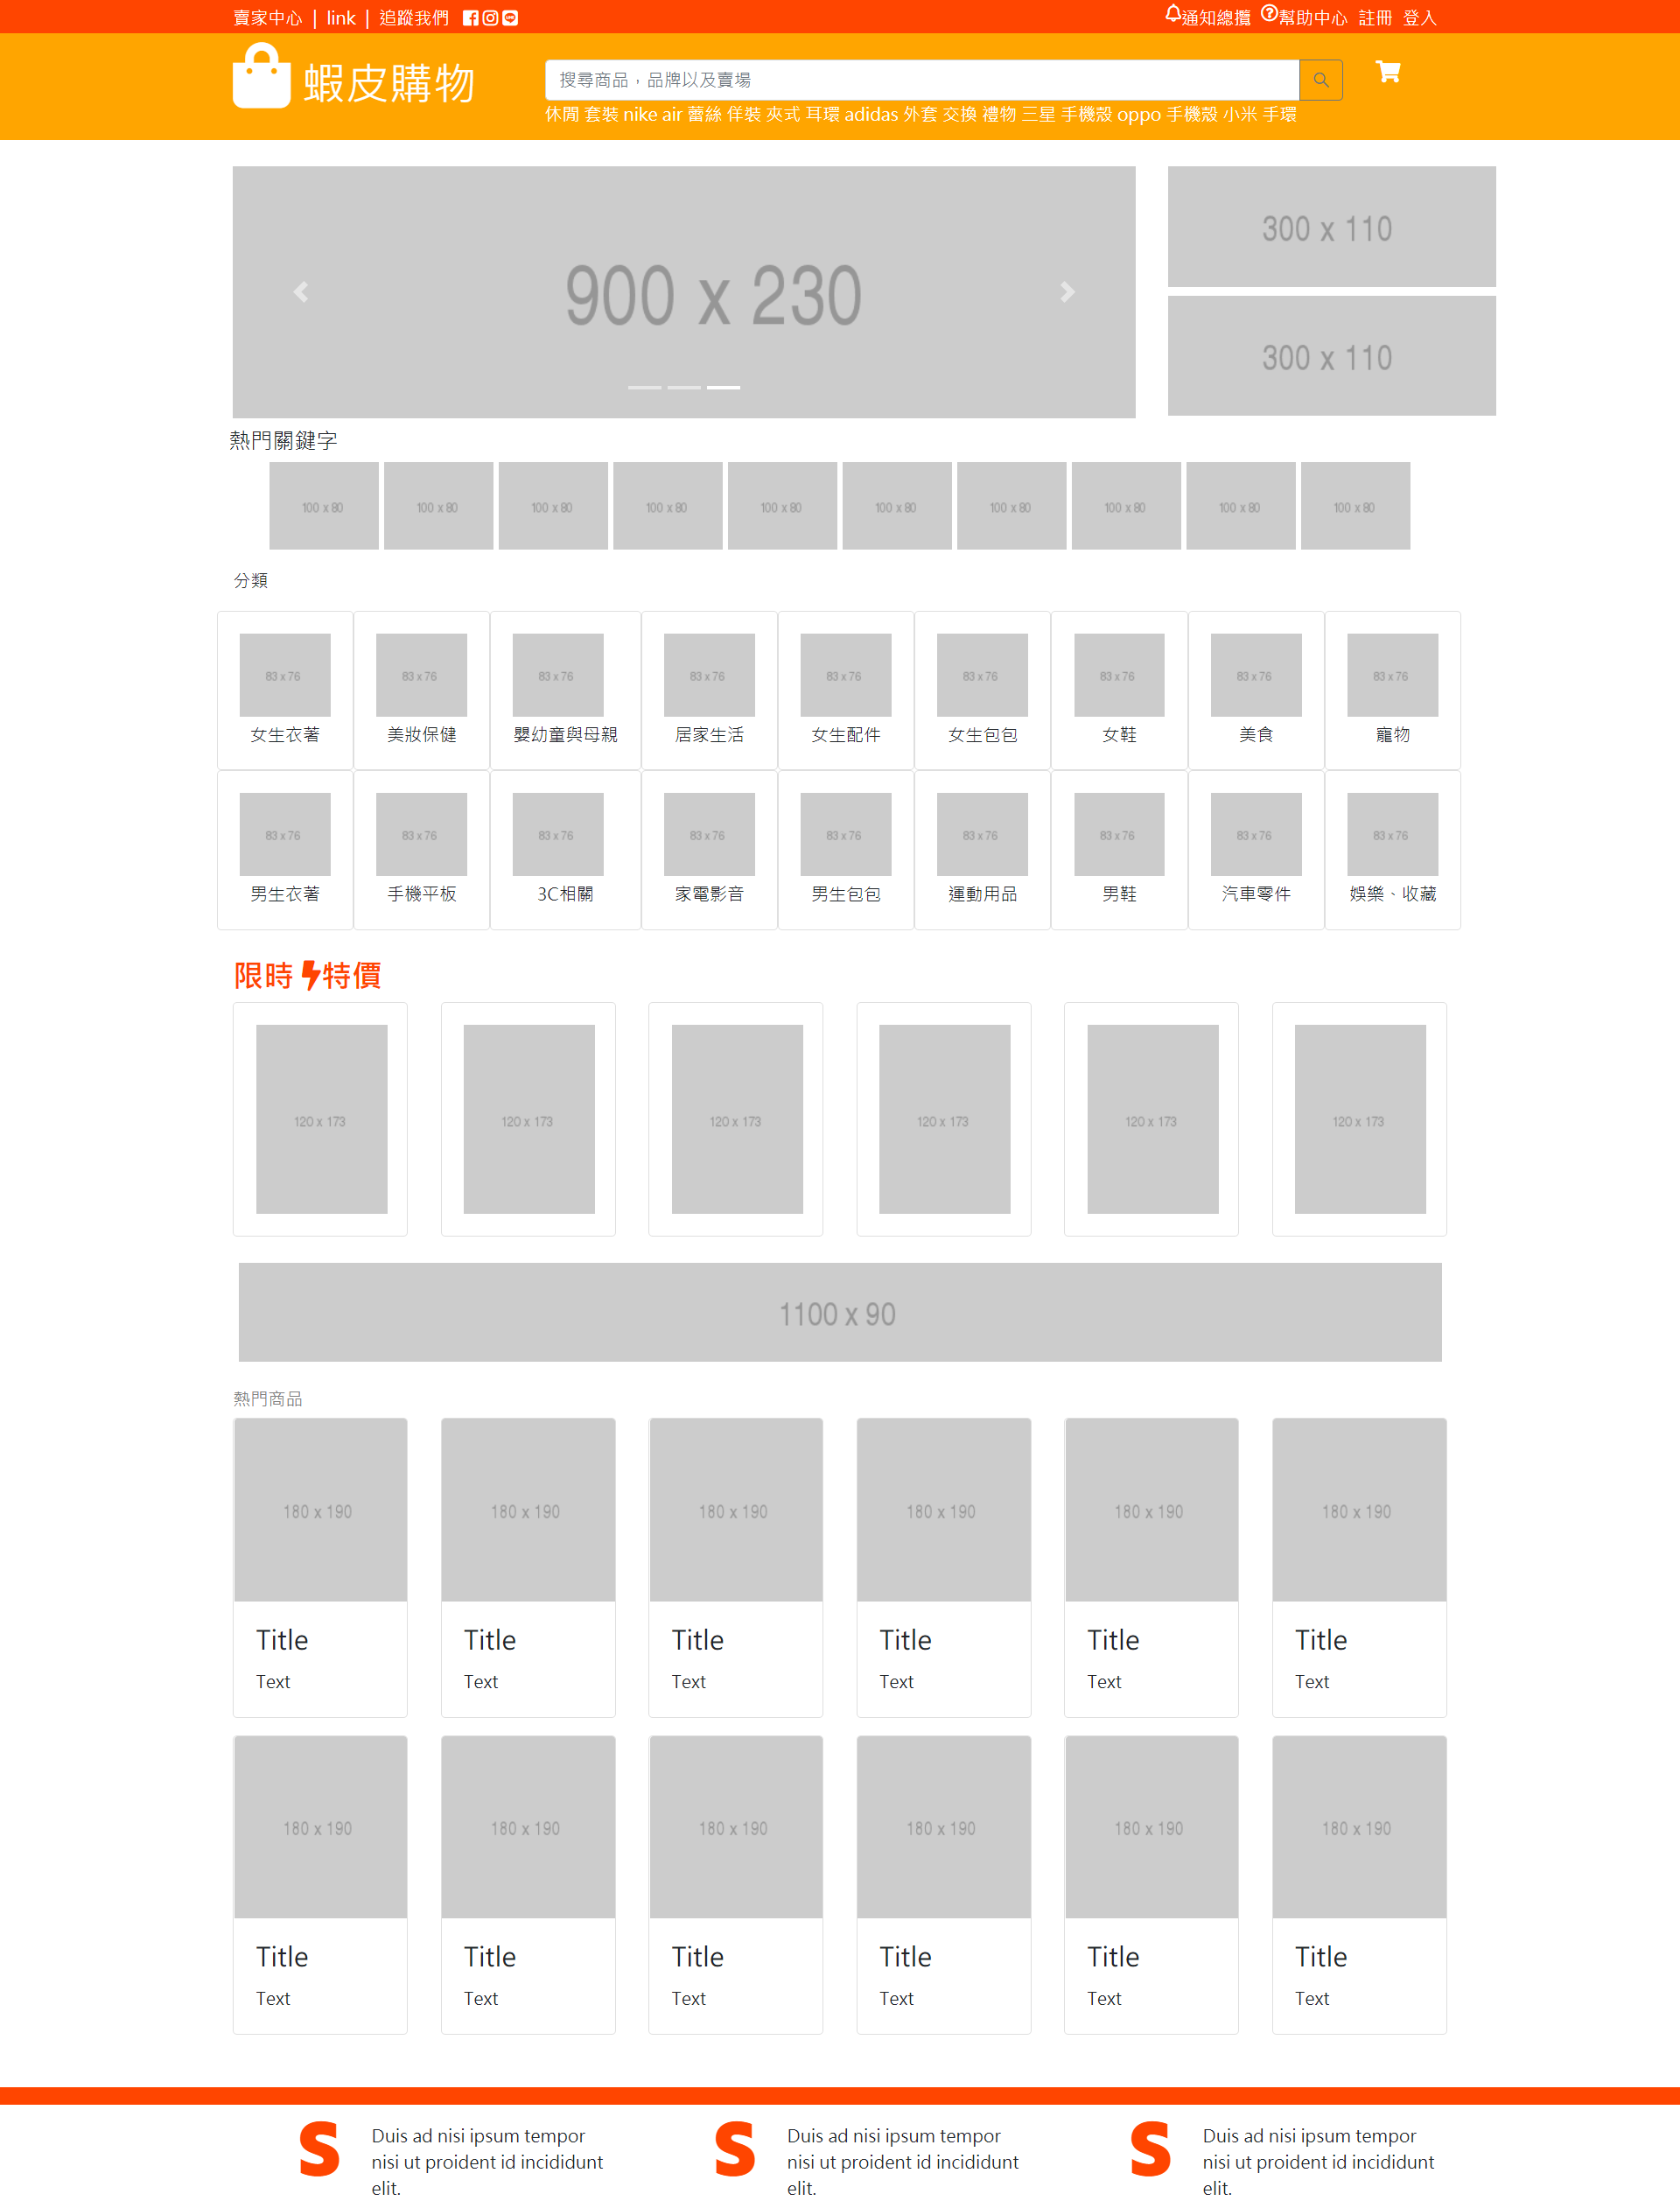 賣家中心 | link | 追蹤我們
通知總攬 幫助中心 註冊 登入
蝦皮購物
搜尋商品，品牌以及賣場
休閒 套裝 nike air 蕾絲 佯裝 夾式 耳環 adidas 外套 交換 禮物 三星 手機殼 oppo 手機殼 小米 手環
900 x 230
300 x 110
300 x 110
熱門關鍵字
100 x 80 100 x 80 100 x 80 100 x 80 100 x 80 100 x 80 100 x 80 100 x 80 100 x 80 100 x 80
分類
83 x 76 83 x 76 83 x 76 83 x 76 83 x 76 83 x 76 83 x 76 83 x 76 83 x 76
女生衣著 美妝保健 嬰幼童與母親 居家生活 女生配件 女生包包 女鞋 美食 寵物
83 x 76 83 x 76 83 x 76 83 x 76 83 x 76 83 x 76 83 x 76 83 x 76 83 x 76
男生衣著 手機平板 3C相關 家電影音 男生包包 運動用品 男鞋 汽車零件 娛樂、收藏
限時 特價
120 x 173 120 x 173 120 x 173 120 x 173 120 x 173 120 x 173
1100 x 90
熱門商品
180 x 190 180 x 190 180 x 190 180 x 190 180 x 190 180 x 190
Title Title Title Title Title Title
Text Text Text Text Text Text
180 x 190 180 x 190 180 x 190 180 x 190 180 x 190 180 x 190
Title Title Title Title Title Title
Text Text Text Text Text Text
S
Duis ad nisi ipsum tempor
nisi ut proident id incididunt
elit.
S
Duis ad nisi ipsum tempor
nisi ut proident id incididunt
elit.
S
Duis ad nisi ipsum tempor
nisi ut proident id incididunt
elit.